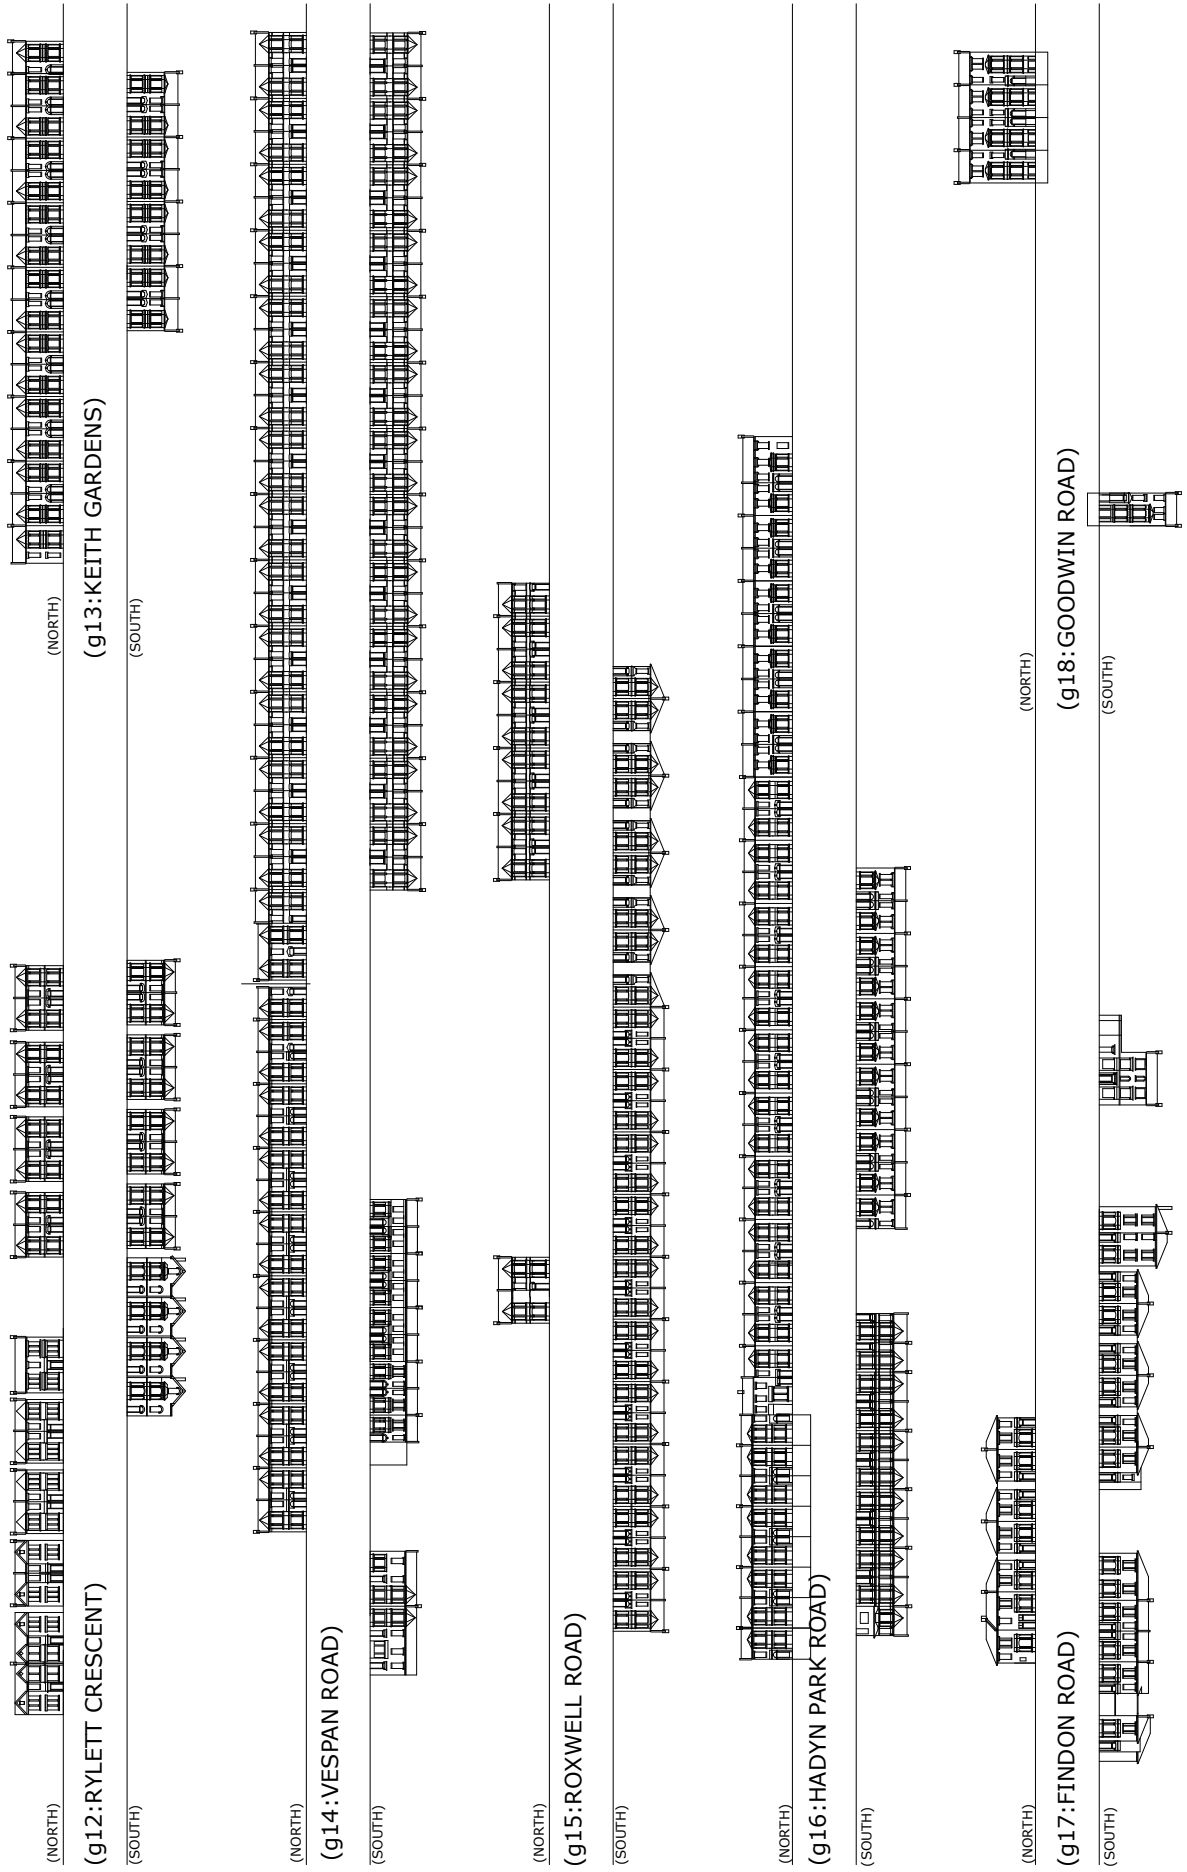 (NORTH)
(g12:RYLETT CRESCENT)
(SOUTH)
(NORTH)
(g13:KEITH GARDENS)
(SOUTH)
(NORTH)
(g14:VESPAN ROAD)
(SOUTH)
(NORTH)
(g15:ROXWELL ROAD)
(SOUTH)
(NORTH)
(g16:HADYN PARK ROAD)
(SOUTH)
(NORTH)
(g17:FINDON ROAD)
(SOUTH)
(NORTH)
(g18:GOODWIN ROAD)
(SOUTH)